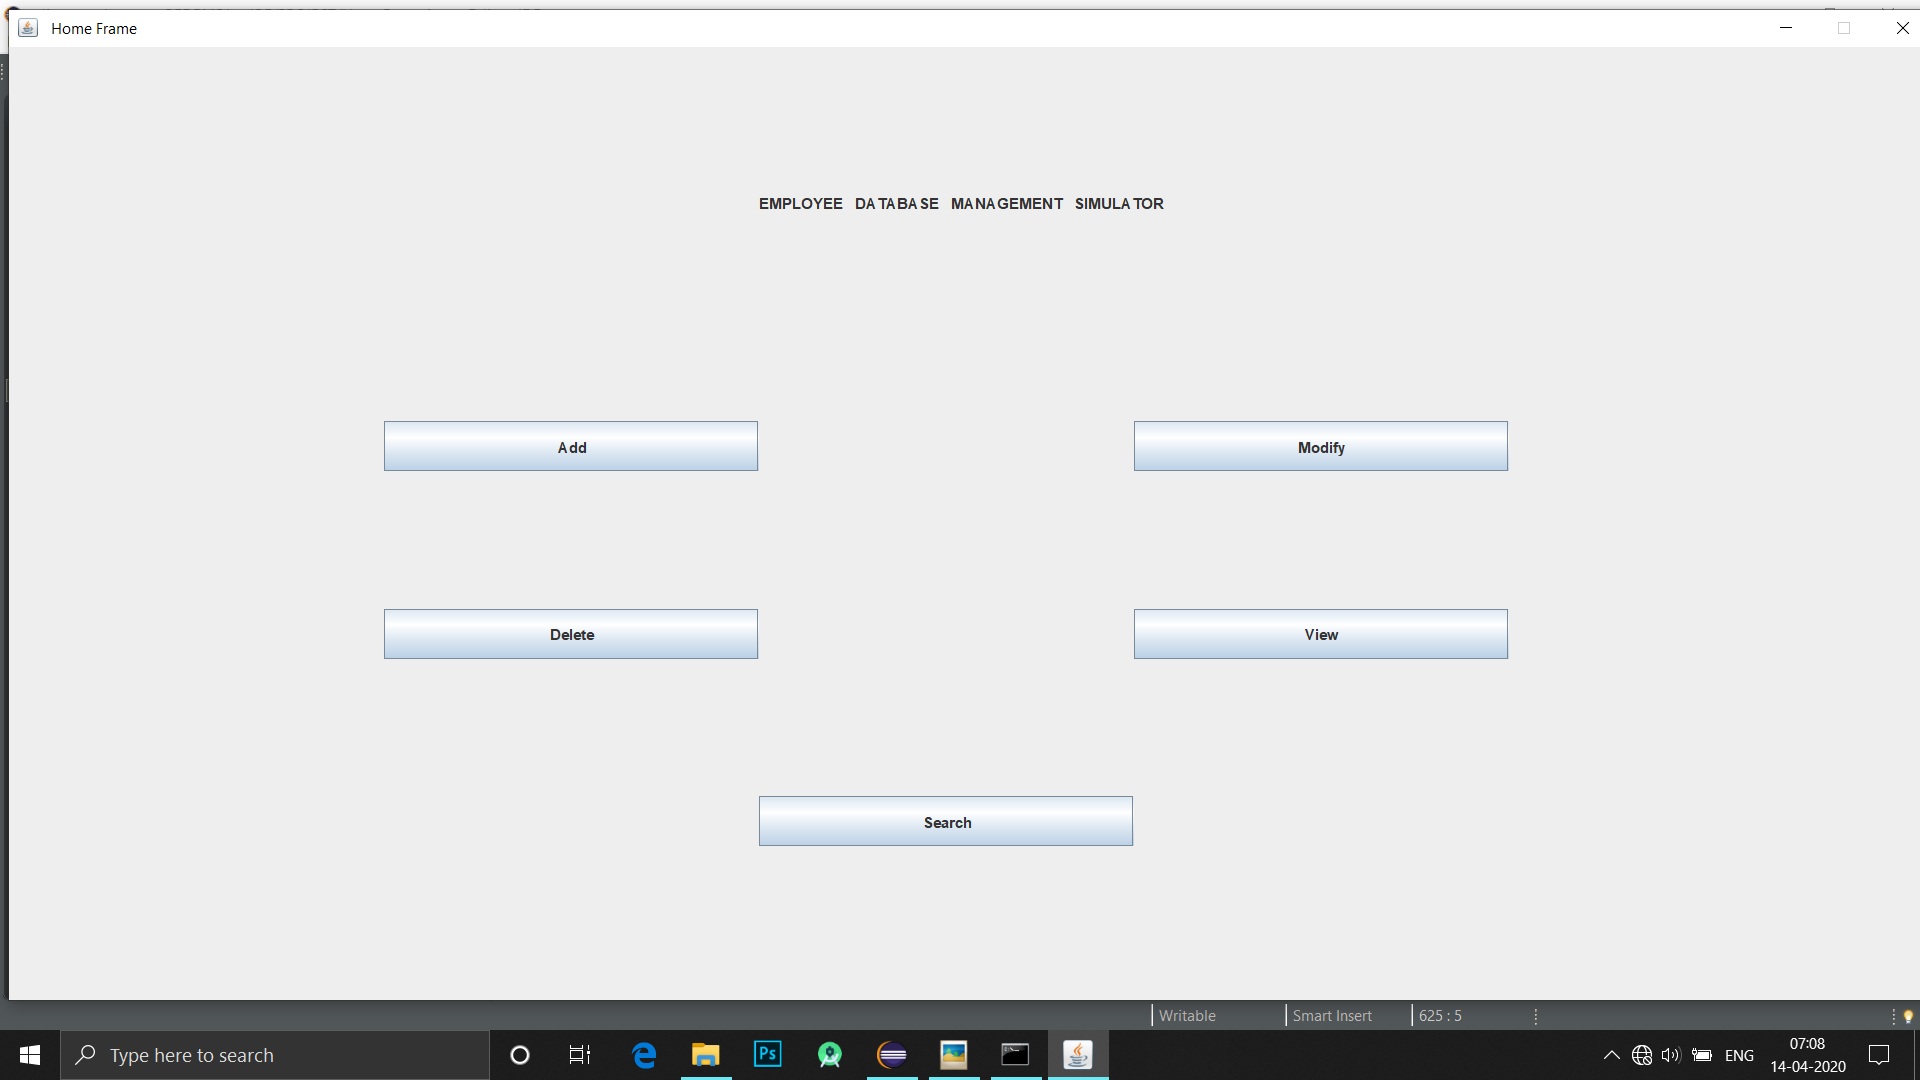 Home Frame
EMPLOYEE DATABASE MANAGEMENT SIMULATOR
Add
Modify
Delete
View
Search
Writable
Smart Insert
625 : 5
Type here to search
Ps
ENG
07:08
14-04-2020